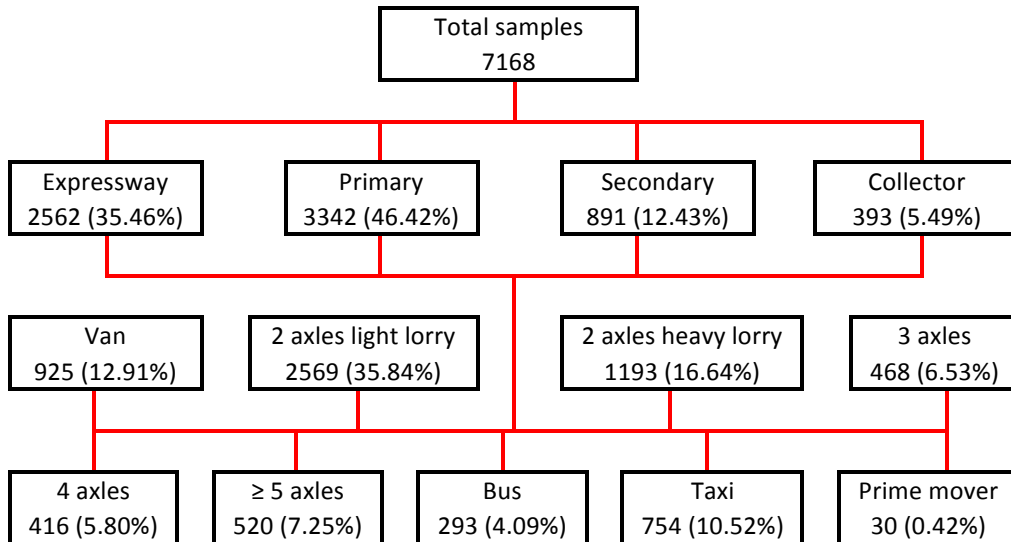 Total samples
7168
Expressway
2562 (35.46%)
Primary
3342 (46.42%)
Secondary
891 (12.43%)
Collector
393 (5.49%)
Van
925 (12.91%)
2 axles light lorry
2569 (35.84%)
2 axles heavy lorry
1193 (16.64%)
3 axles
468 (6.53%)
4 axles
416 (5.80%)
≥ 5 axles
520 (7.25%)
Bus
293 (4.09%)
Taxi
754 (10.52%)
Prime mover
30 (0.42%)